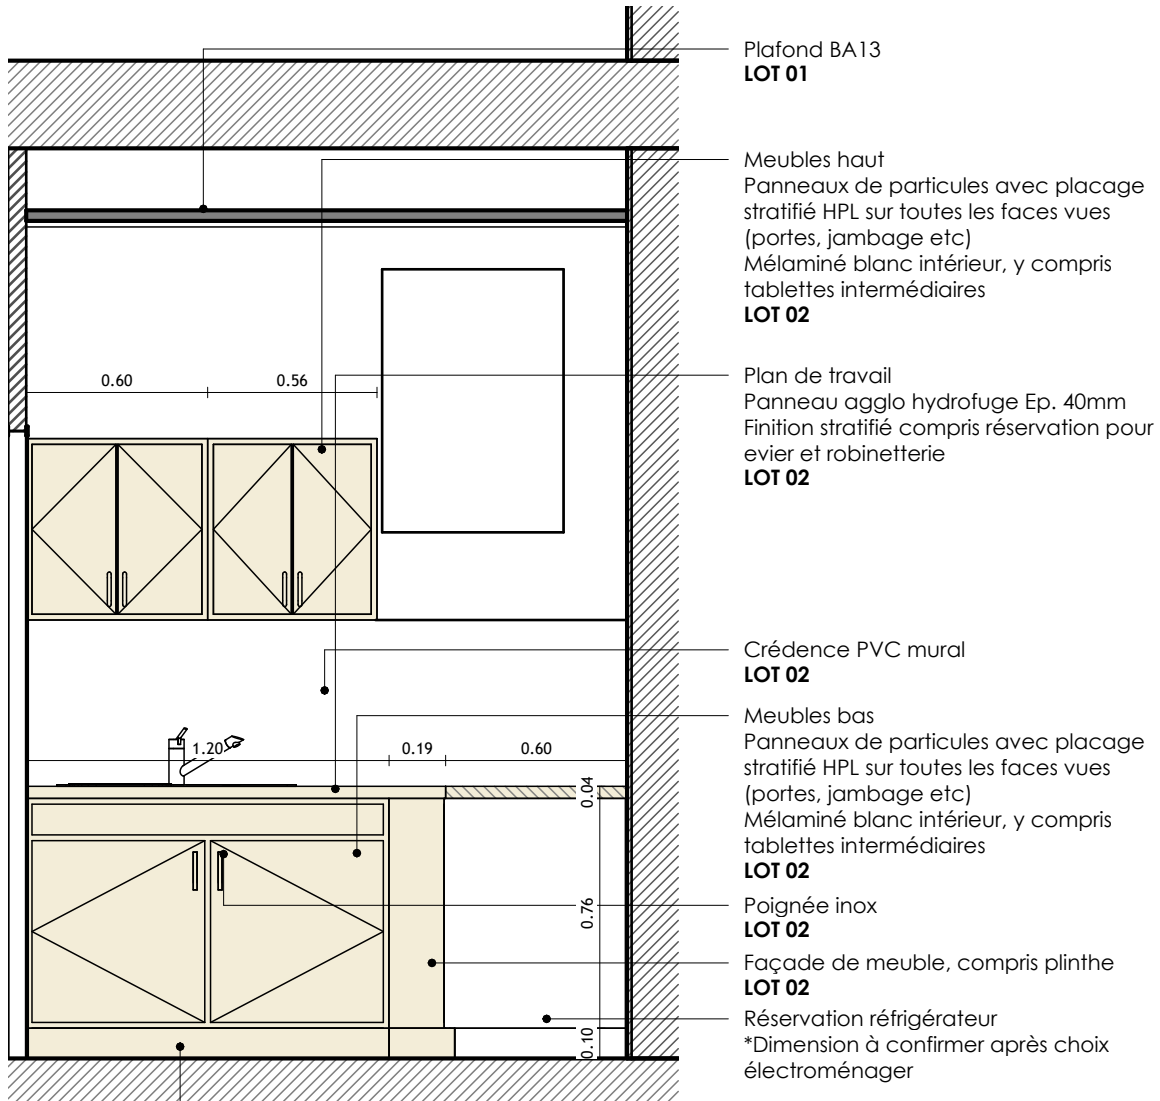 Plafond BA13
LOT 01
Meubles haut
Panneaux de particules avec placage
stratifié HPL sur toutes les faces vues
(portes, jambage etc)
Mélaminé blanc intérieur, y compris
tablettes intermédiaires
LOT 02
0.60 0.56
Plan de travail
Panneau agglo hydrofuge Ep. 40mm
Finition stratifié compris réservation pour
evier et robinetterie
LOT 02
Crédence PVC mural
LOT 02
Meubles bas
Panneaux de particules avec placage
stratifié HPL sur toutes les faces vues
(portes, jambage etc)
Mélaminé blanc intérieur, y compris
tablettes intermédiaires
LOT 02
1.20 0.19 0.60
0.04
0.76
0.10
Poignée inox
LOT 02
Façade de meuble, compris plinthe
LOT 02
Réservation réfrigérateur
*Dimension à confirmer après choix
électroménager